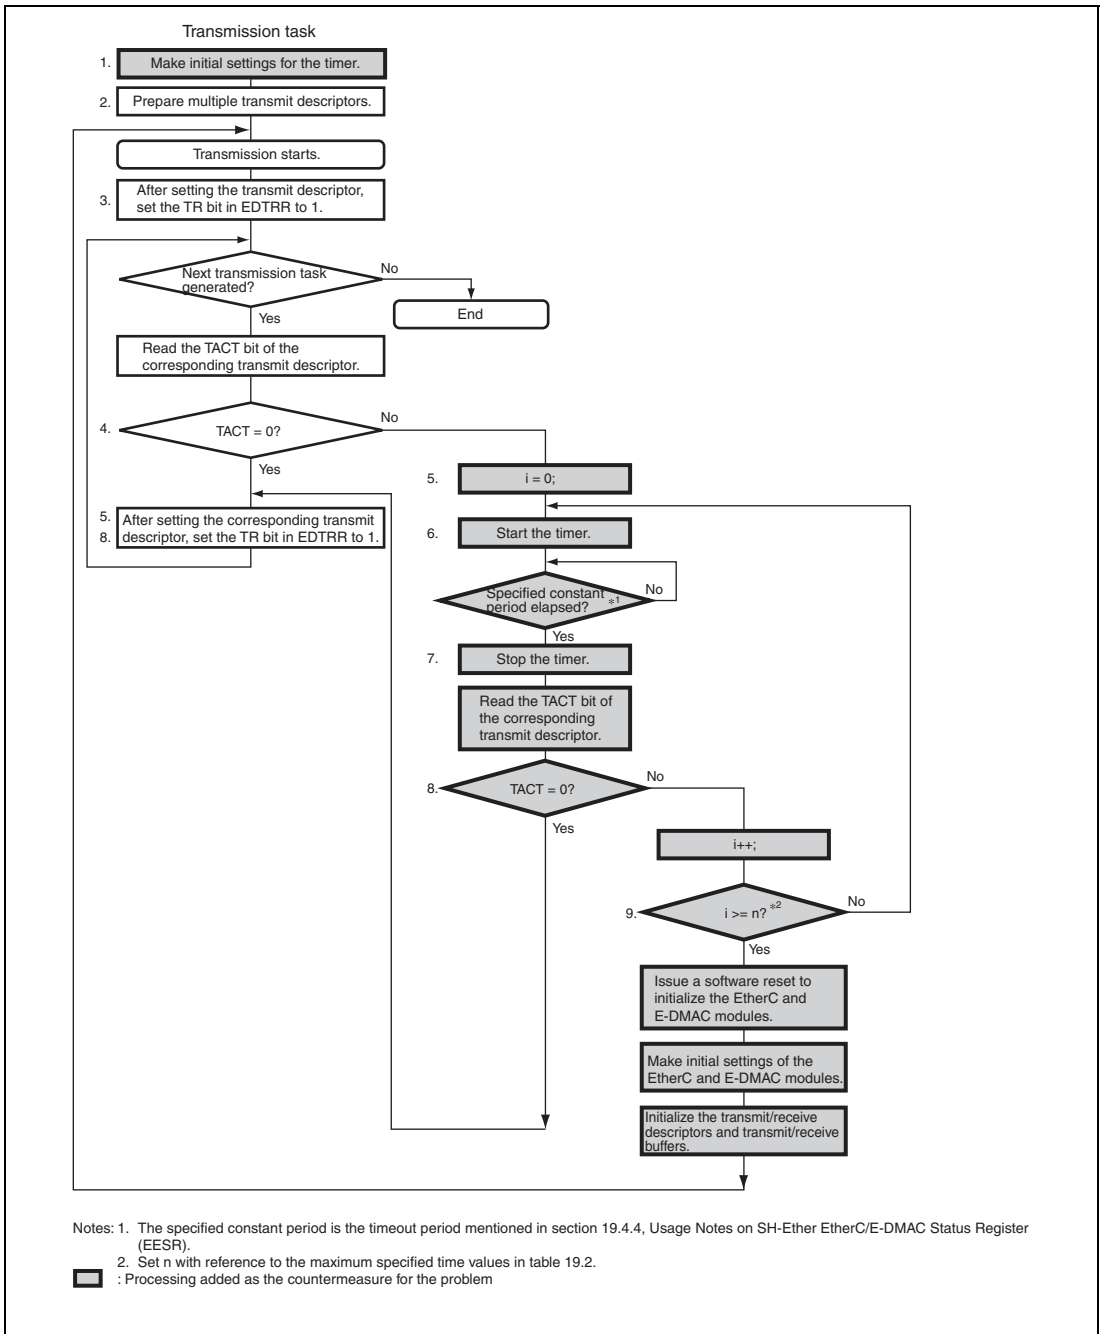 Transmission task
1. Make initial settings for the timer.
2. Prepare multiple transmit descriptors.
Transmission starts.
3. After setting the transmit descriptor,
set the TR bit in EDTRR to 1.
Next transmission task
generated?
No
End
Yes
Read the TACT bit of the
corresponding transmit descriptor.
4. TACT = 0?
No
Yes
5. After setting the corresponding transmit
8. descriptor, set the TR bit in EDTRR to 1.
5. i = 0;
6. Start the timer.
Specified constant
period elapsed? *1
No
Yes
7. Stop the timer.
Read the TACT bit of
the corresponding
transmit descriptor.
8. TACT = 0?
No
Yes
i++;
9. i >= n? *2
No
Yes
Issue a software reset to
initialize the EtherC and
E-DMAC modules.
Make initial settings of the
EtherC and E-DMAC modules.
Initialize the transmit/receive
descriptors and transmit/receive
buffers.
Notes: 1. The specified constant period is the timeout period mentioned in section 19.4.4, Usage Notes on SH-Ether EtherC/E-DMAC Status Register
(EESR).
2. Set n with reference to the maximum specified time values in table 19.2.
: Processing added as the countermeasure for the problem